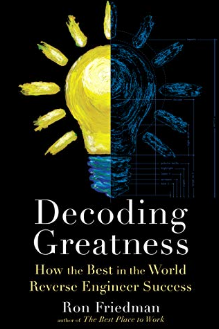 Decoding
Greatness
How the Best in the World
Reverse Engineer Success
Ron Friedman
author of The Best Place to Work